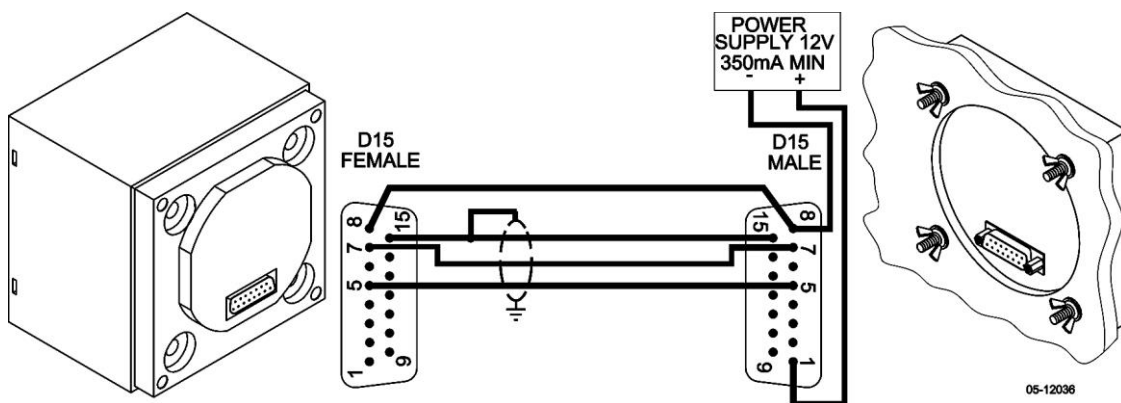 POWER
SUPPLY 12V
350mA MIN
- +
D15
FEMALE
D15
MALE
8
15
7
5
1
9
8
15
7
5
1
9
05-12036